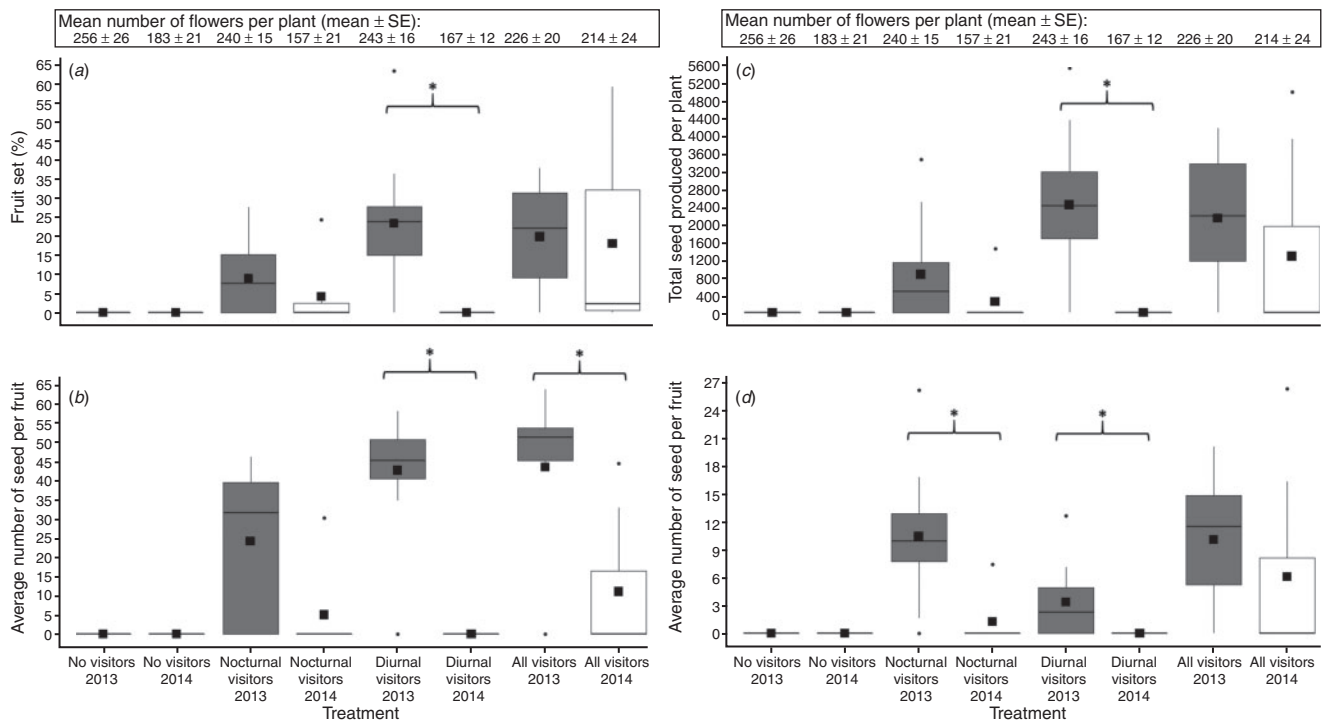 Mean number of flowers per plant (mean ± SE):
256 ± 26 183 ± 21 240 ± 15 157 ± 21 243 ± 16 167 ± 12 226 ± 20 214 ± 24
(a)
Fruit set (%)
65
60
55
50
45
40
35
30
25
20
15
10
5
0
*
Mean number of flowers per plant (mean ± SE):
256 ± 26 183 ± 21 240 ± 15 157 ± 21 243 ± 16 167 ± 12 226 ± 20 214 ± 24
(c)
Total seed produced per plant
5600
5200
4800
4400
4000
3600
3200
2800
2400
2000
1600
1200
800
400
0
*
(b)
Average number of seed per fruit
65
60
55
50
45
40
35
30
25
20
15
10
5
0
* *
No visitors 2013
No visitors 2014
Nocturnal visitors 2013
Nocturnal visitors 2014
Diurnal visitors 2013
Diurnal visitors 2014
All visitors 2013
All visitors 2014
Treatment
(d)
Average number of seed per fruit
27
24
21
18
15
12
9
6
3
0
* *
No visitors 2013
No visitors 2014
Nocturnal visitors 2013
Nocturnal visitors 2014
Diurnal visitors 2013
Diurnal visitors 2014
All visitors 2013
All visitors 2014
Treatment